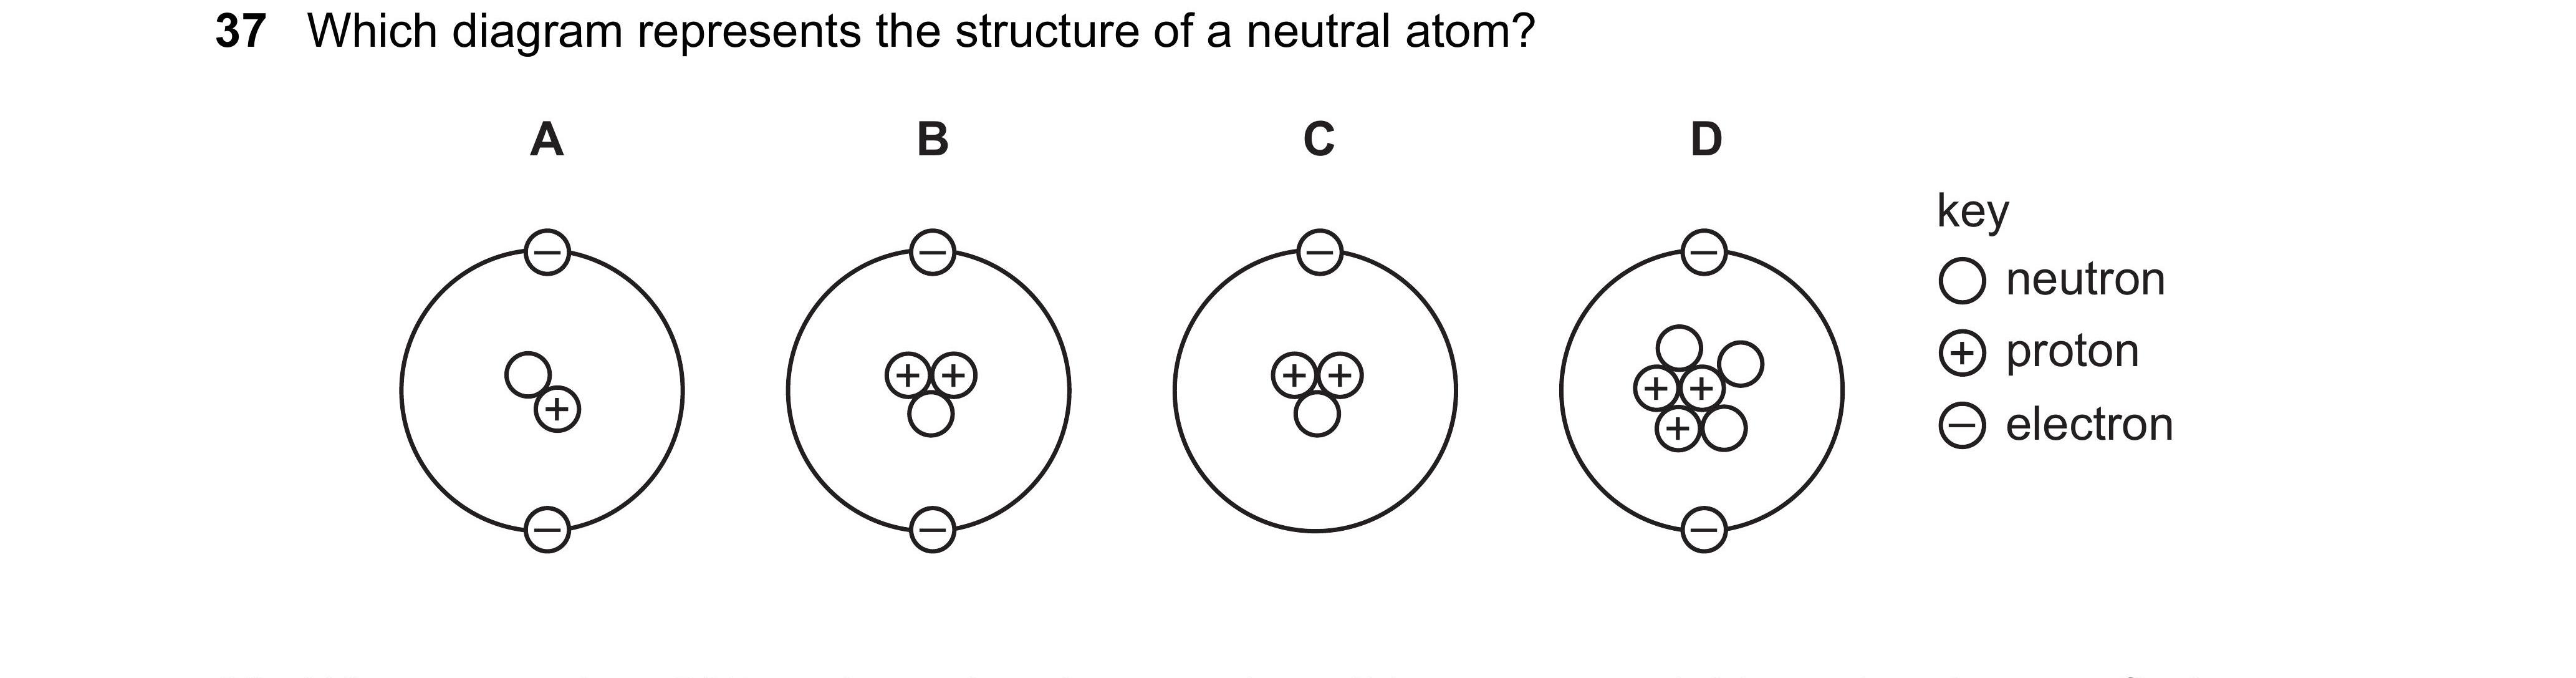 37 Which diagram represents the structure of a neutral atom?
A B C D
key
neutron
+ proton
− electron
− − − −
+ + + + + + + +
− − −